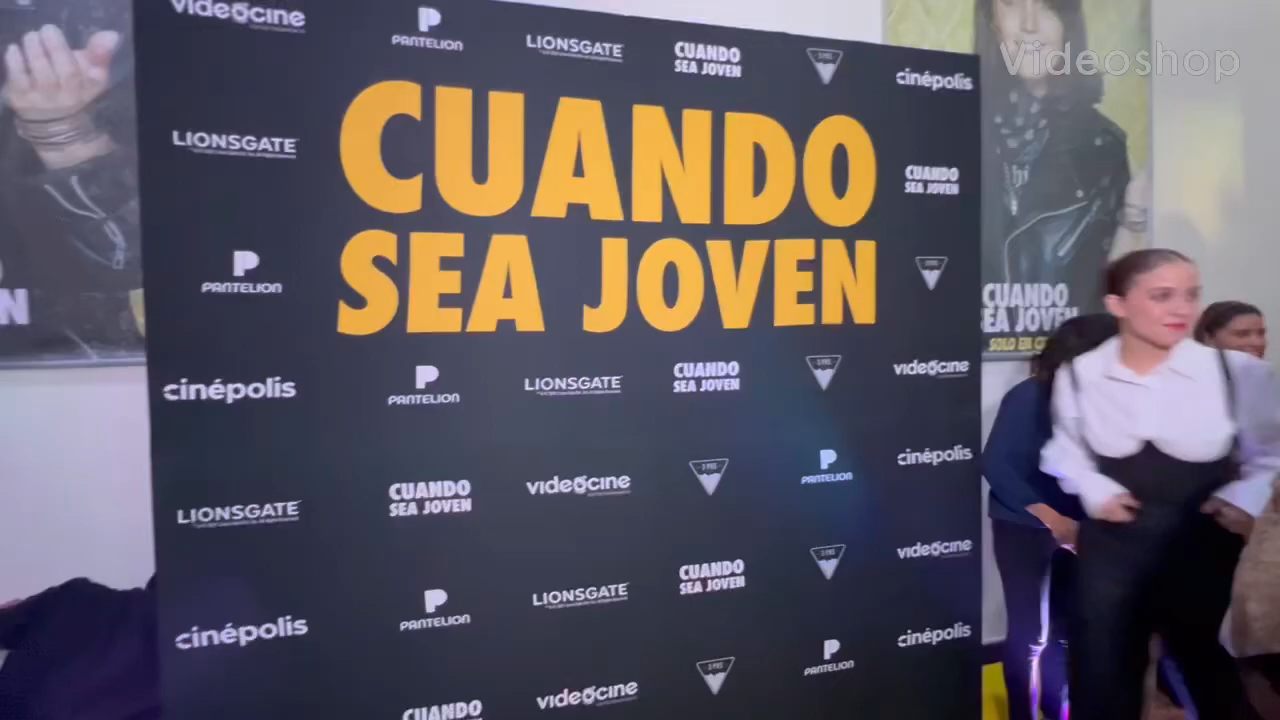 videocine
PANTELION
LIONSGATE
CUANDO
SEA JOVEN
cinépolis
Videoshop
LIONSGATE
CUANDO
SEA JOVEN
CUANDO
SEA JOVEN
PANTELION
CUANDO
SEA JOVEN
SOLO EN
cinépolis
PANTELION
LIONSGATE
CUANDO
SEA JOVEN
videocine
LIONSGATE
CUANDO
SEA JOVEN
videocine
PANTELION
cinépolis
cinépolis
PANTELION
LIONSGATE
CUANDO
SEA JOVEN
videocine
CUANDO
videocine
PANTELION
cinépolis